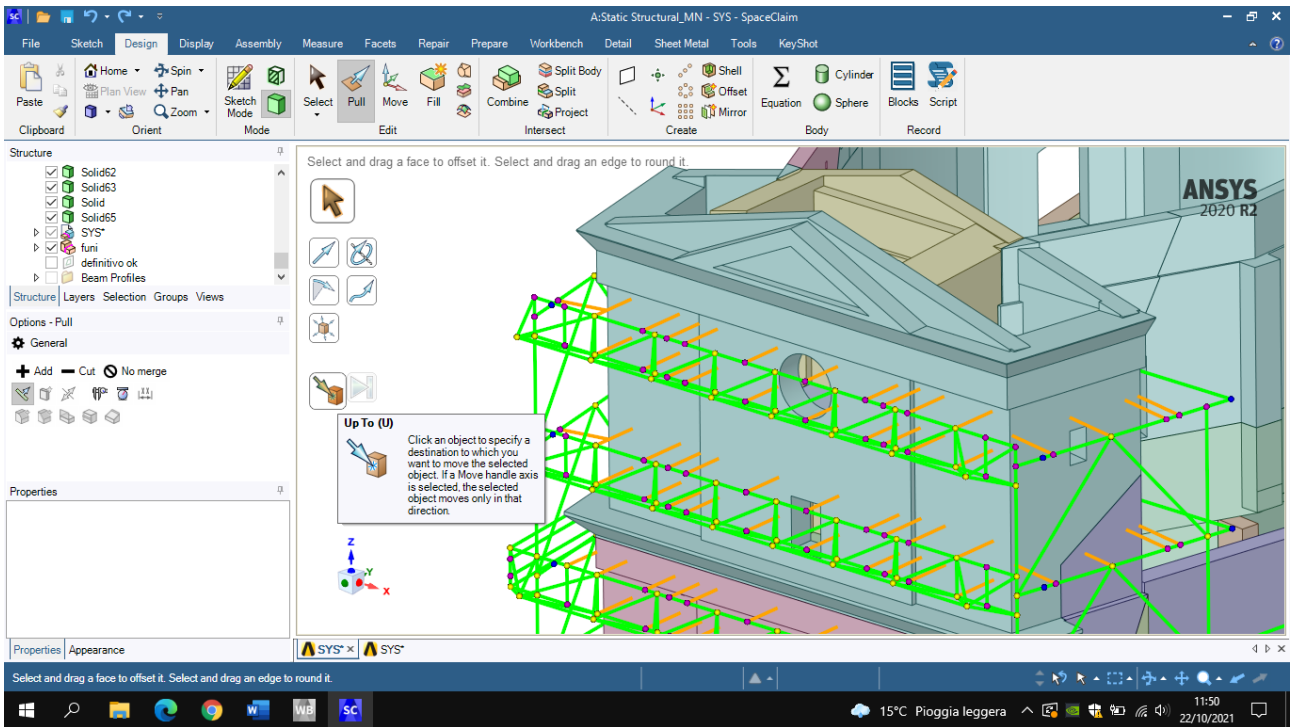 A:Static Structural_MN - SYS - SpaceClaim
File Sketch Design Display Assembly Measure Facets Repair Prepare Workbench Detail Sheet Metal Tools KeyShot
Paste
Clipboard
Home Spin
Plan View Pan
Zoom
Orient
Sketch Mode
Mode
Select Pull Move Fill
Edit
Combine
Split Body
Split
Project
Intersect
Shell
Offset
Mirror
Create
Equation
Cylinder
Sphere
Body
Blocks Script
Record
Structure
Solid62
Solid63
Solid
Solid65
SYS*
funi
definitivo ok
Beam Profiles
Structure Layers Selection Groups Views
Options - Pull
General
Add Cut No merge
Properties
Properties Appearance
Select and drag a face to offset it. Select and drag an edge to round it.
ANSYS
2020 R2
Up To (U)
Click an object to specify a
destination to which you
want to move the selected
object. If a Move handle axis
is selected, the selected
object moves only in that
direction.
Z
Y
X
SYS* SYS*
Select and drag a face to offset it. Select and drag an edge to round it.
W WB SC
15°C Pioggia leggera
11:50
22/10/2021